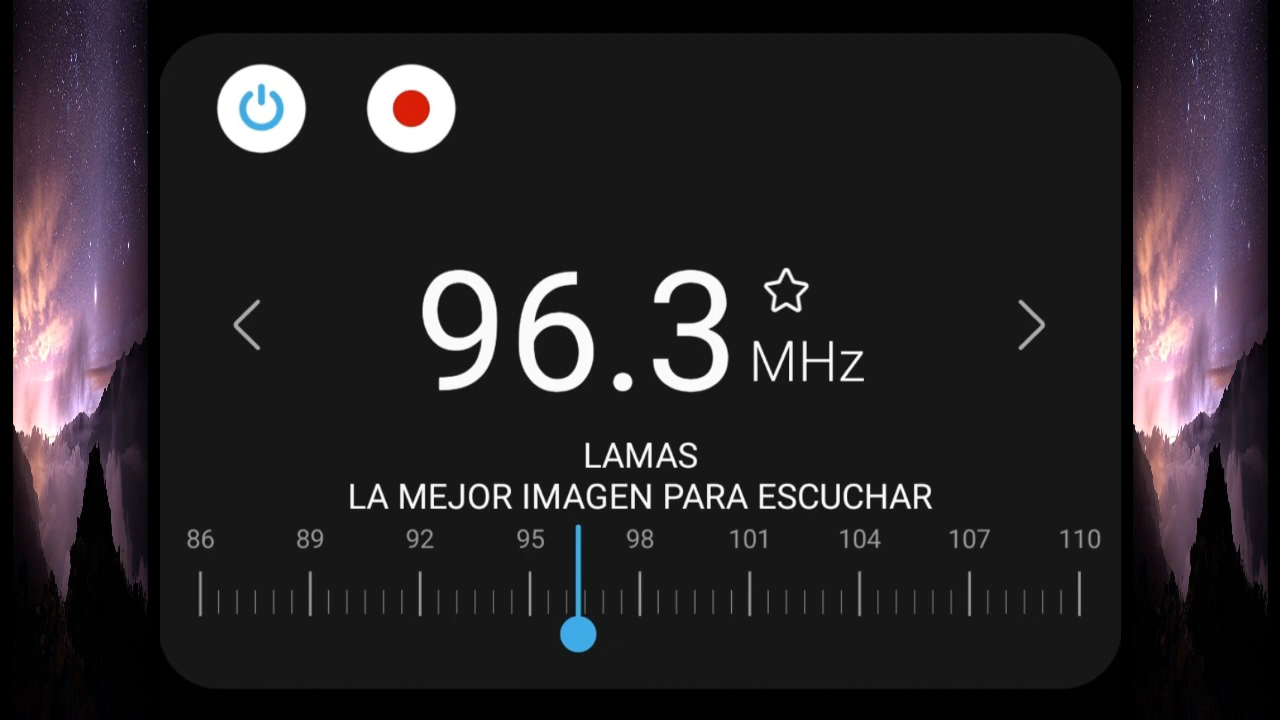 96.3
MHz
LAMAS
LA MEJOR IMAGEN PARA ESCUCHAR
86 89 92 95 98 101 104 107 110